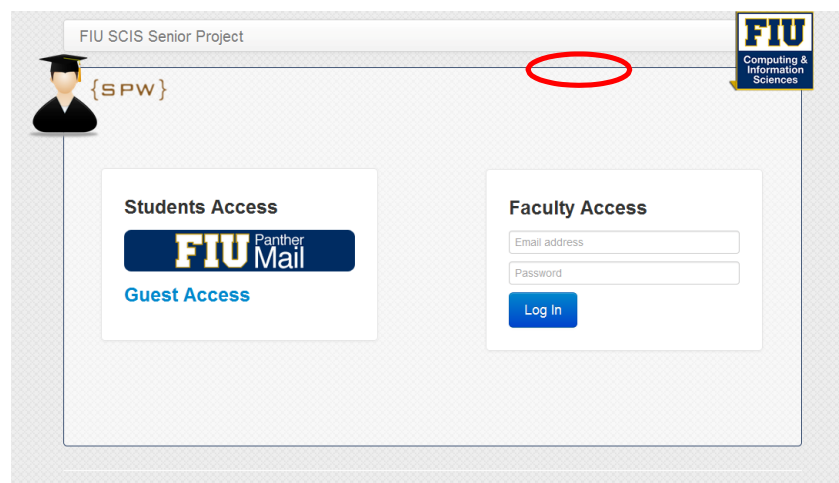 FIU SCIS Senior Project
FIU
Computing &
Information
Sciences
{SPW}
Students Access
FIU Panther Mail
Guest Access
Faculty Access
Email address
Password
Log In